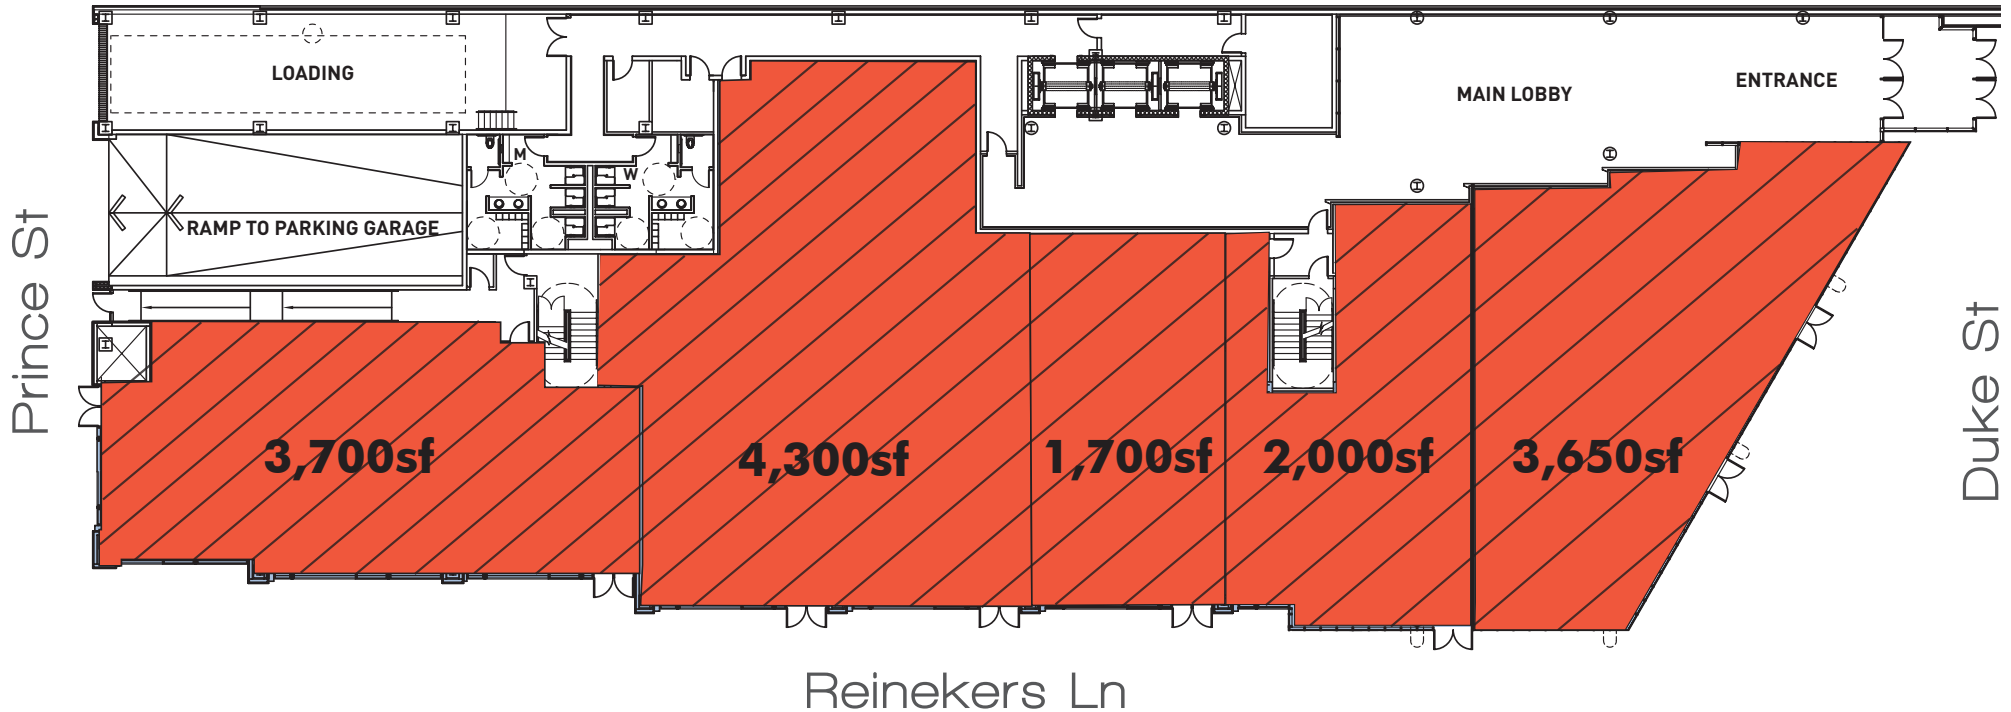 LOADING
MAIN LOBBY
ENTRANCE
M
W
RAMP TO PARKING GARAGE
Prince St
Duke St
3,700sf
4,300sf
1,700sf
2,000sf
3,650sf
Reinekers Ln